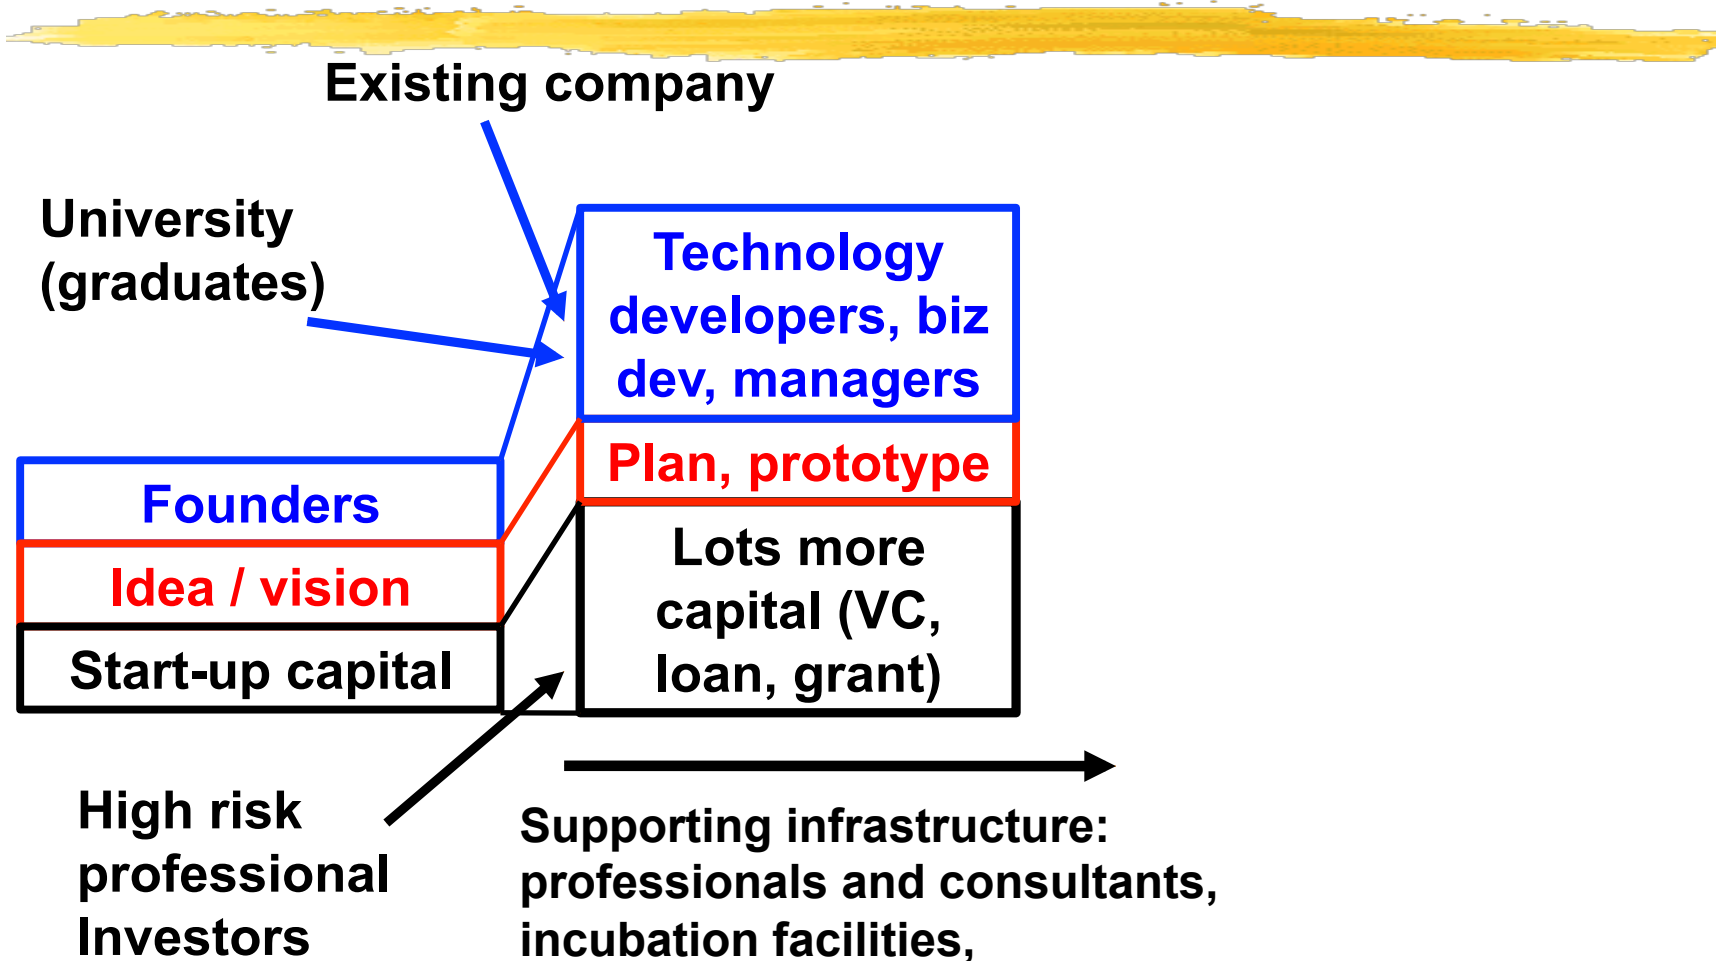 Existing company
University
(graduates)
Technology
developers, biz
dev, managers
Plan, prototype
Founders
Idea / vision
Start-up capital
Lots more
capital (VC,
loan, grant)
High risk
professional
Investors
Supporting infrastructure:
professionals and consultants,
incubation facilities,